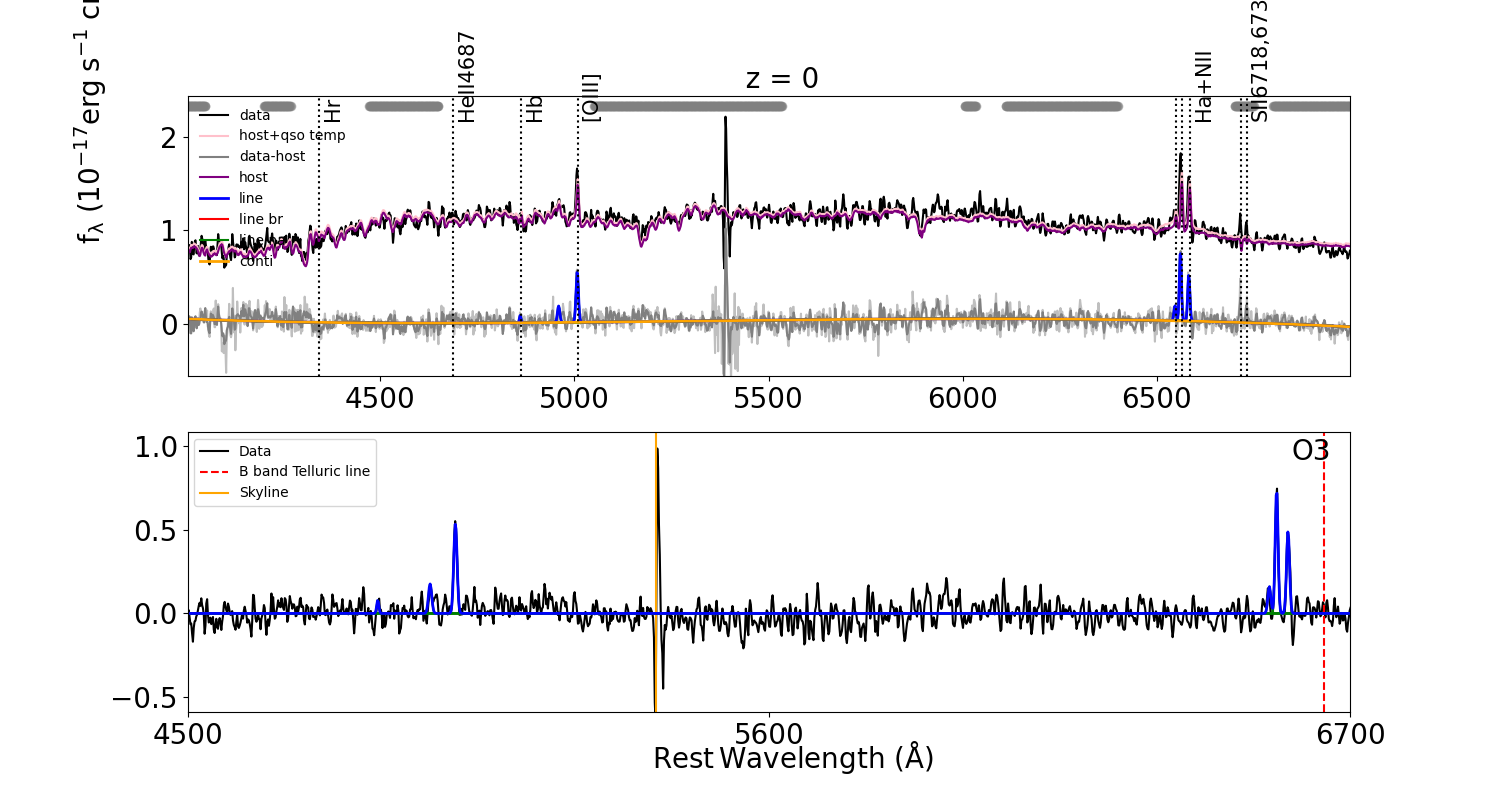 z = 0
f_λ (10^−17 erg s^−1 c
Hr
HeII4687
Hb
[OIII]
Ha+NII
SII6718,673
data
host+qso temp
data-host
host
line
line br
line
conti
2
1
0
4500 5000 5500 6000 6500
Data
B band Telluric line
Skyline
O3
1.0
0.5
0.0
−0.5
4500 5600 6700
Rest Wavelength (Å)